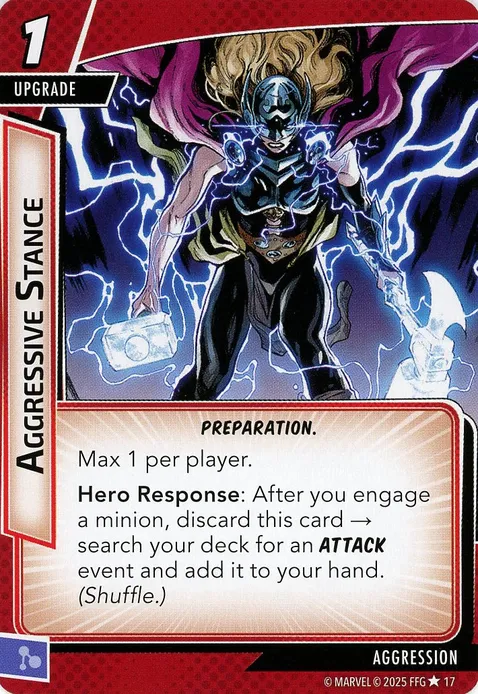 1
UPGRADE
AGGRESSIVE STANCE
PREPARATION.
Max 1 per player.
Hero Response: After you engage
a minion, discard this card →
search your deck for an ATTACK
event and add it to your hand.
(Shuffle.)
AGGRESSION
© MARVEL © 2025 FFG ★ 17